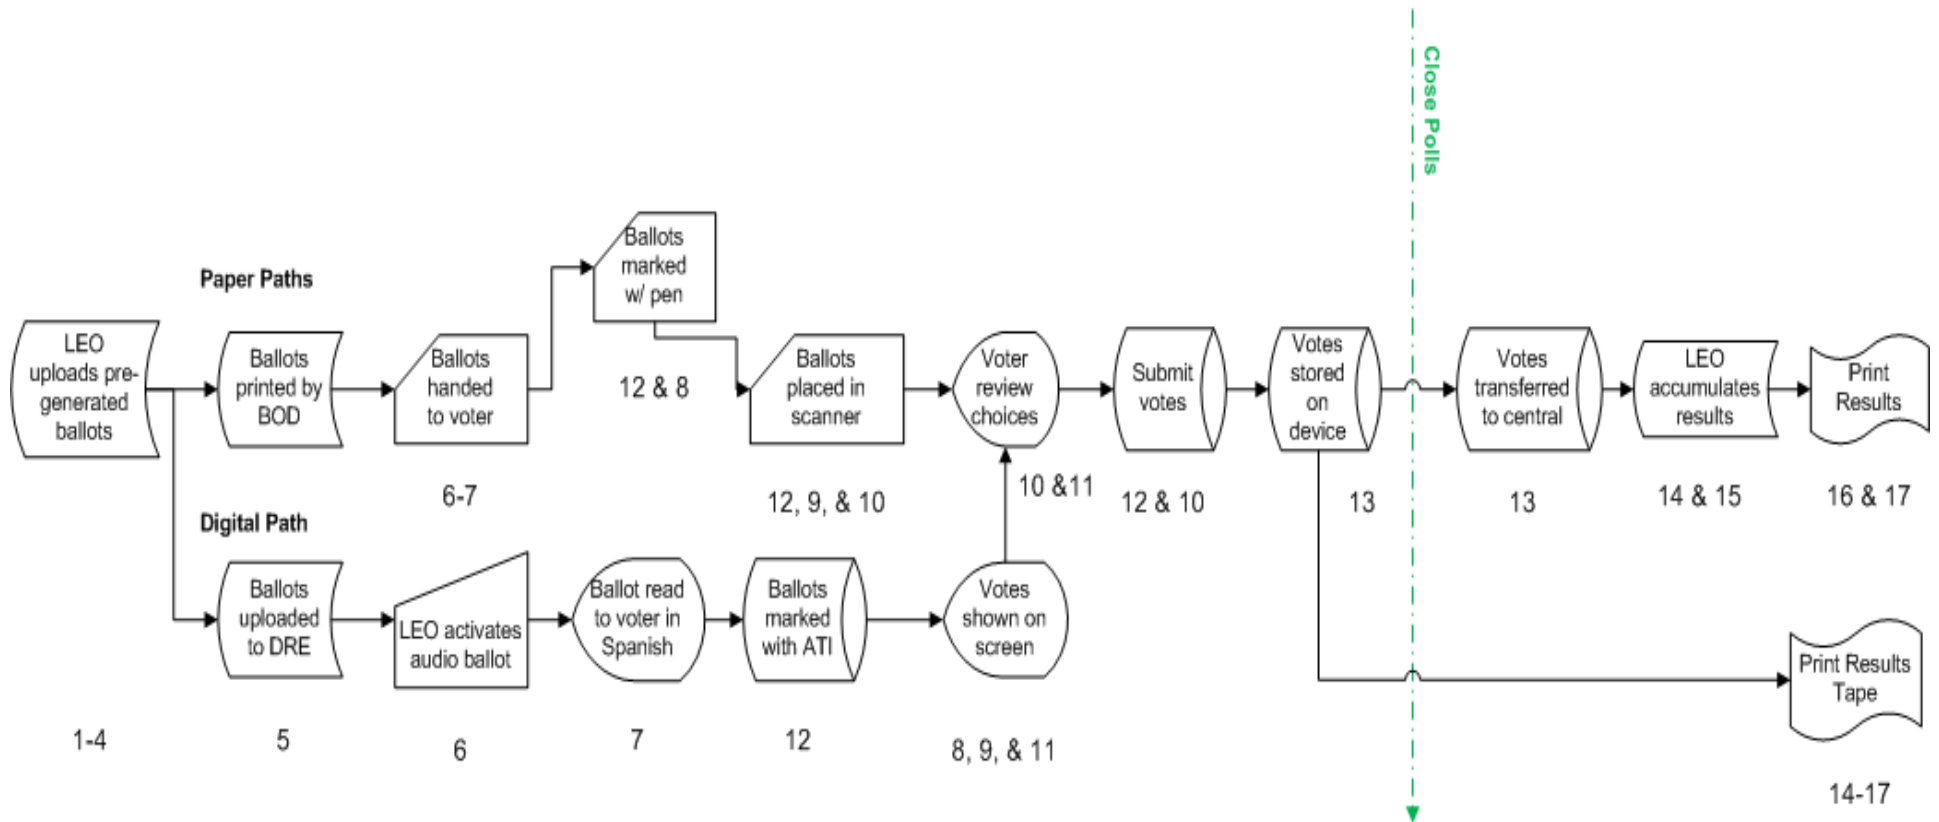 Close Polls
Paper Paths
LEO
uploads pre-
generated
ballots
Ballots
printed by
BOD
Ballots
handed
to voter
6-7
Ballots
marked
w/ pen
12 & 8
Ballots
placed in
scanner
12, 9, & 10
Voter
review
choices
10 &11
Submit
votes
12 & 10
Votes
stored
on
device
13
Votes
transferred
to central
13
LEO
accumulates
results
14 & 15
Print
Results
16 & 17
Digital Path
1-4
Ballots
uploaded
to DRE
5
LEO activates
audio ballot
6
Ballot read
to voter in
Spanish
7
Ballots
marked
with ATI
12
Votes
shown on
screen
8, 9, & 11
Print Results
Tape
14-17